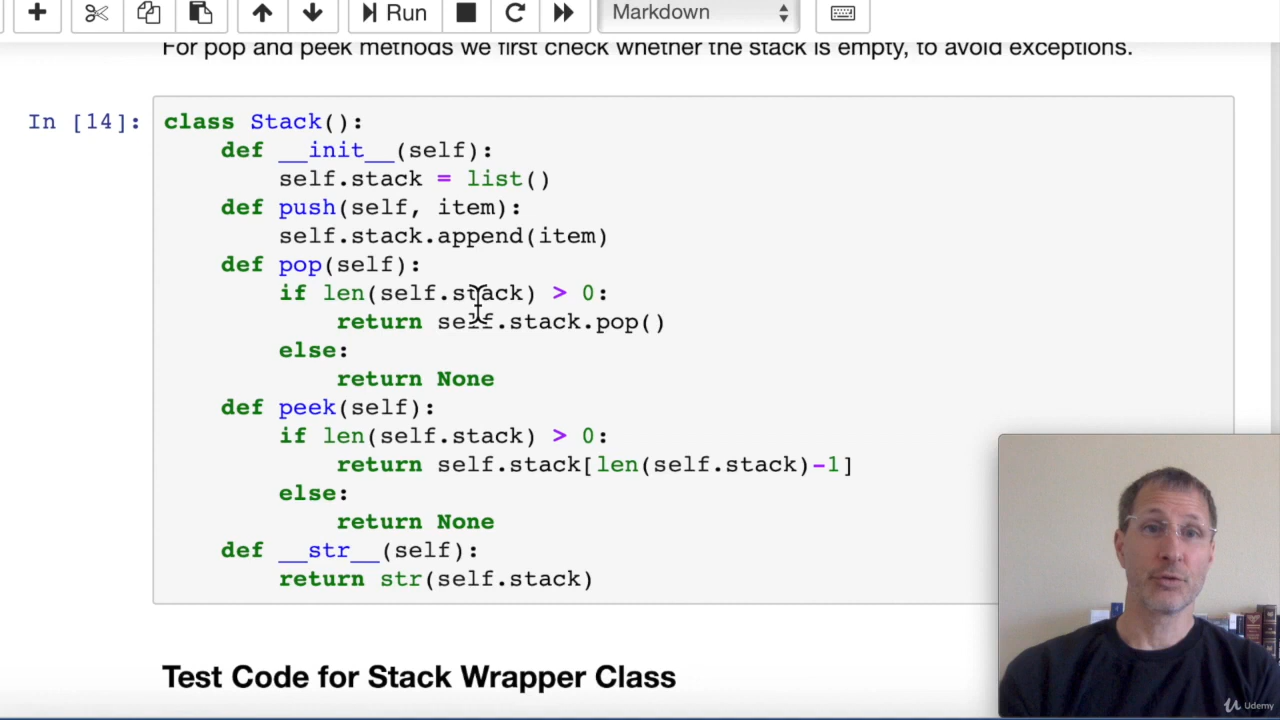 Run
Markdown
For pop and peek methods we first check whether the stack is empty, to avoid exceptions.
In [14]:
class Stack():
    def __init__(self):
        self.stack = list()
    def push(self, item):
        self.stack.append(item)
    def pop(self):
        if len(self.stack) > 0:
            return self.stack.pop()
        else:
            return None
    def peek(self):
        if len(self.stack) > 0:
            return self.stack[len(self.stack)-1]
        else:
            return None
    def __str__(self):
        return str(self.stack)
Test Code for Stack Wrapper Class
Udemy